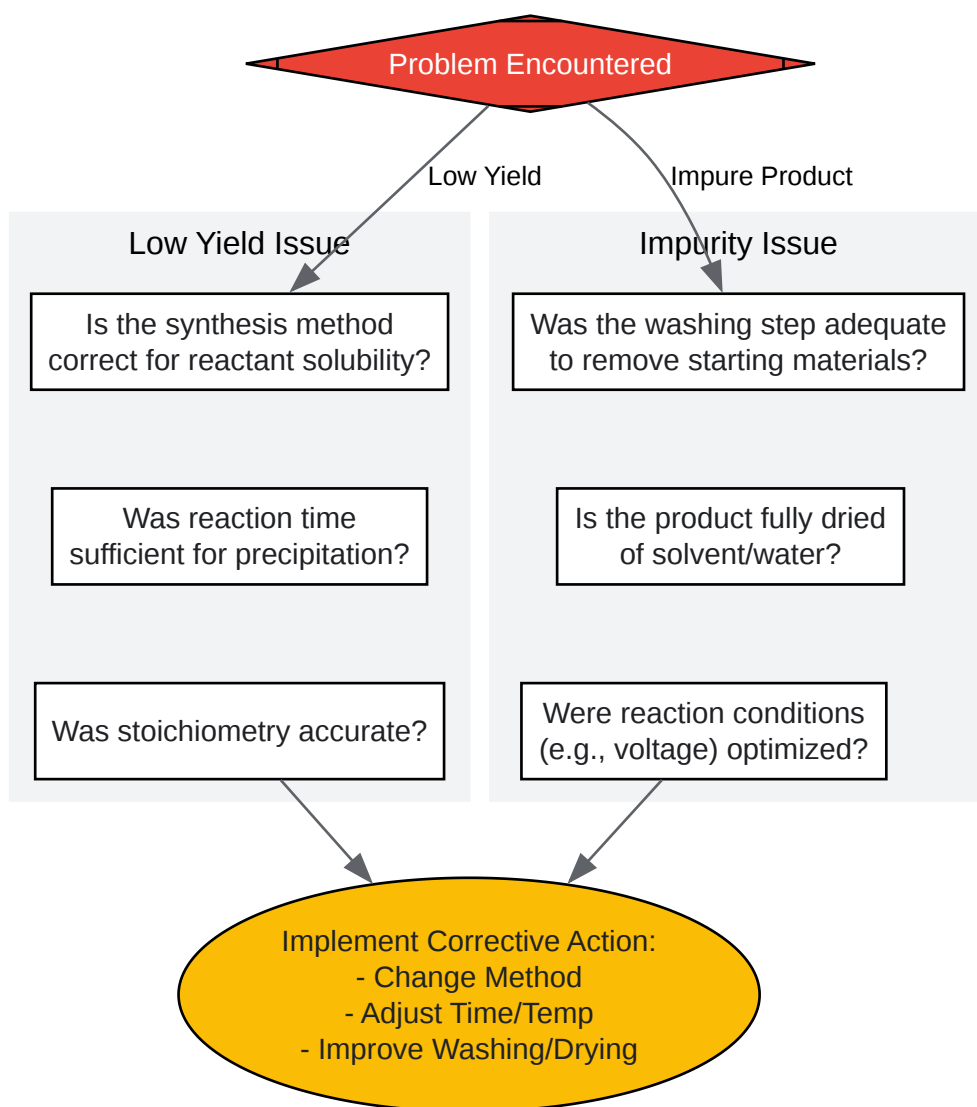 Problem Encountered
Low Yield
Impure Product
Low Yield Issue
Is the synthesis method
correct for reactant solubility?
Was reaction time
sufficient for precipitation?
Was stoichiometry accurate?
Impurity Issue
Was the washing step adequate
to remove starting materials?
Is the product fully dried
of solvent/water?
Were reaction conditions
(e.g., voltage) optimized?
Implement Corrective Action:
- Change Method
- Adjust Time/Temp
- Improve Washing/Drying